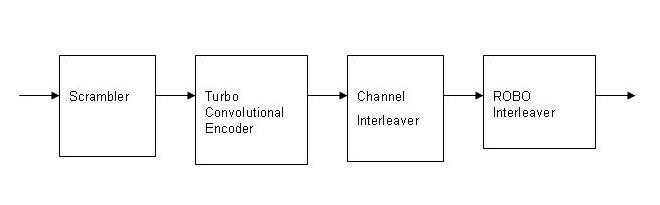 Scrambler
Turbo
Convolutional
Encoder
Channel
Interleaver
ROBO
Interleaver